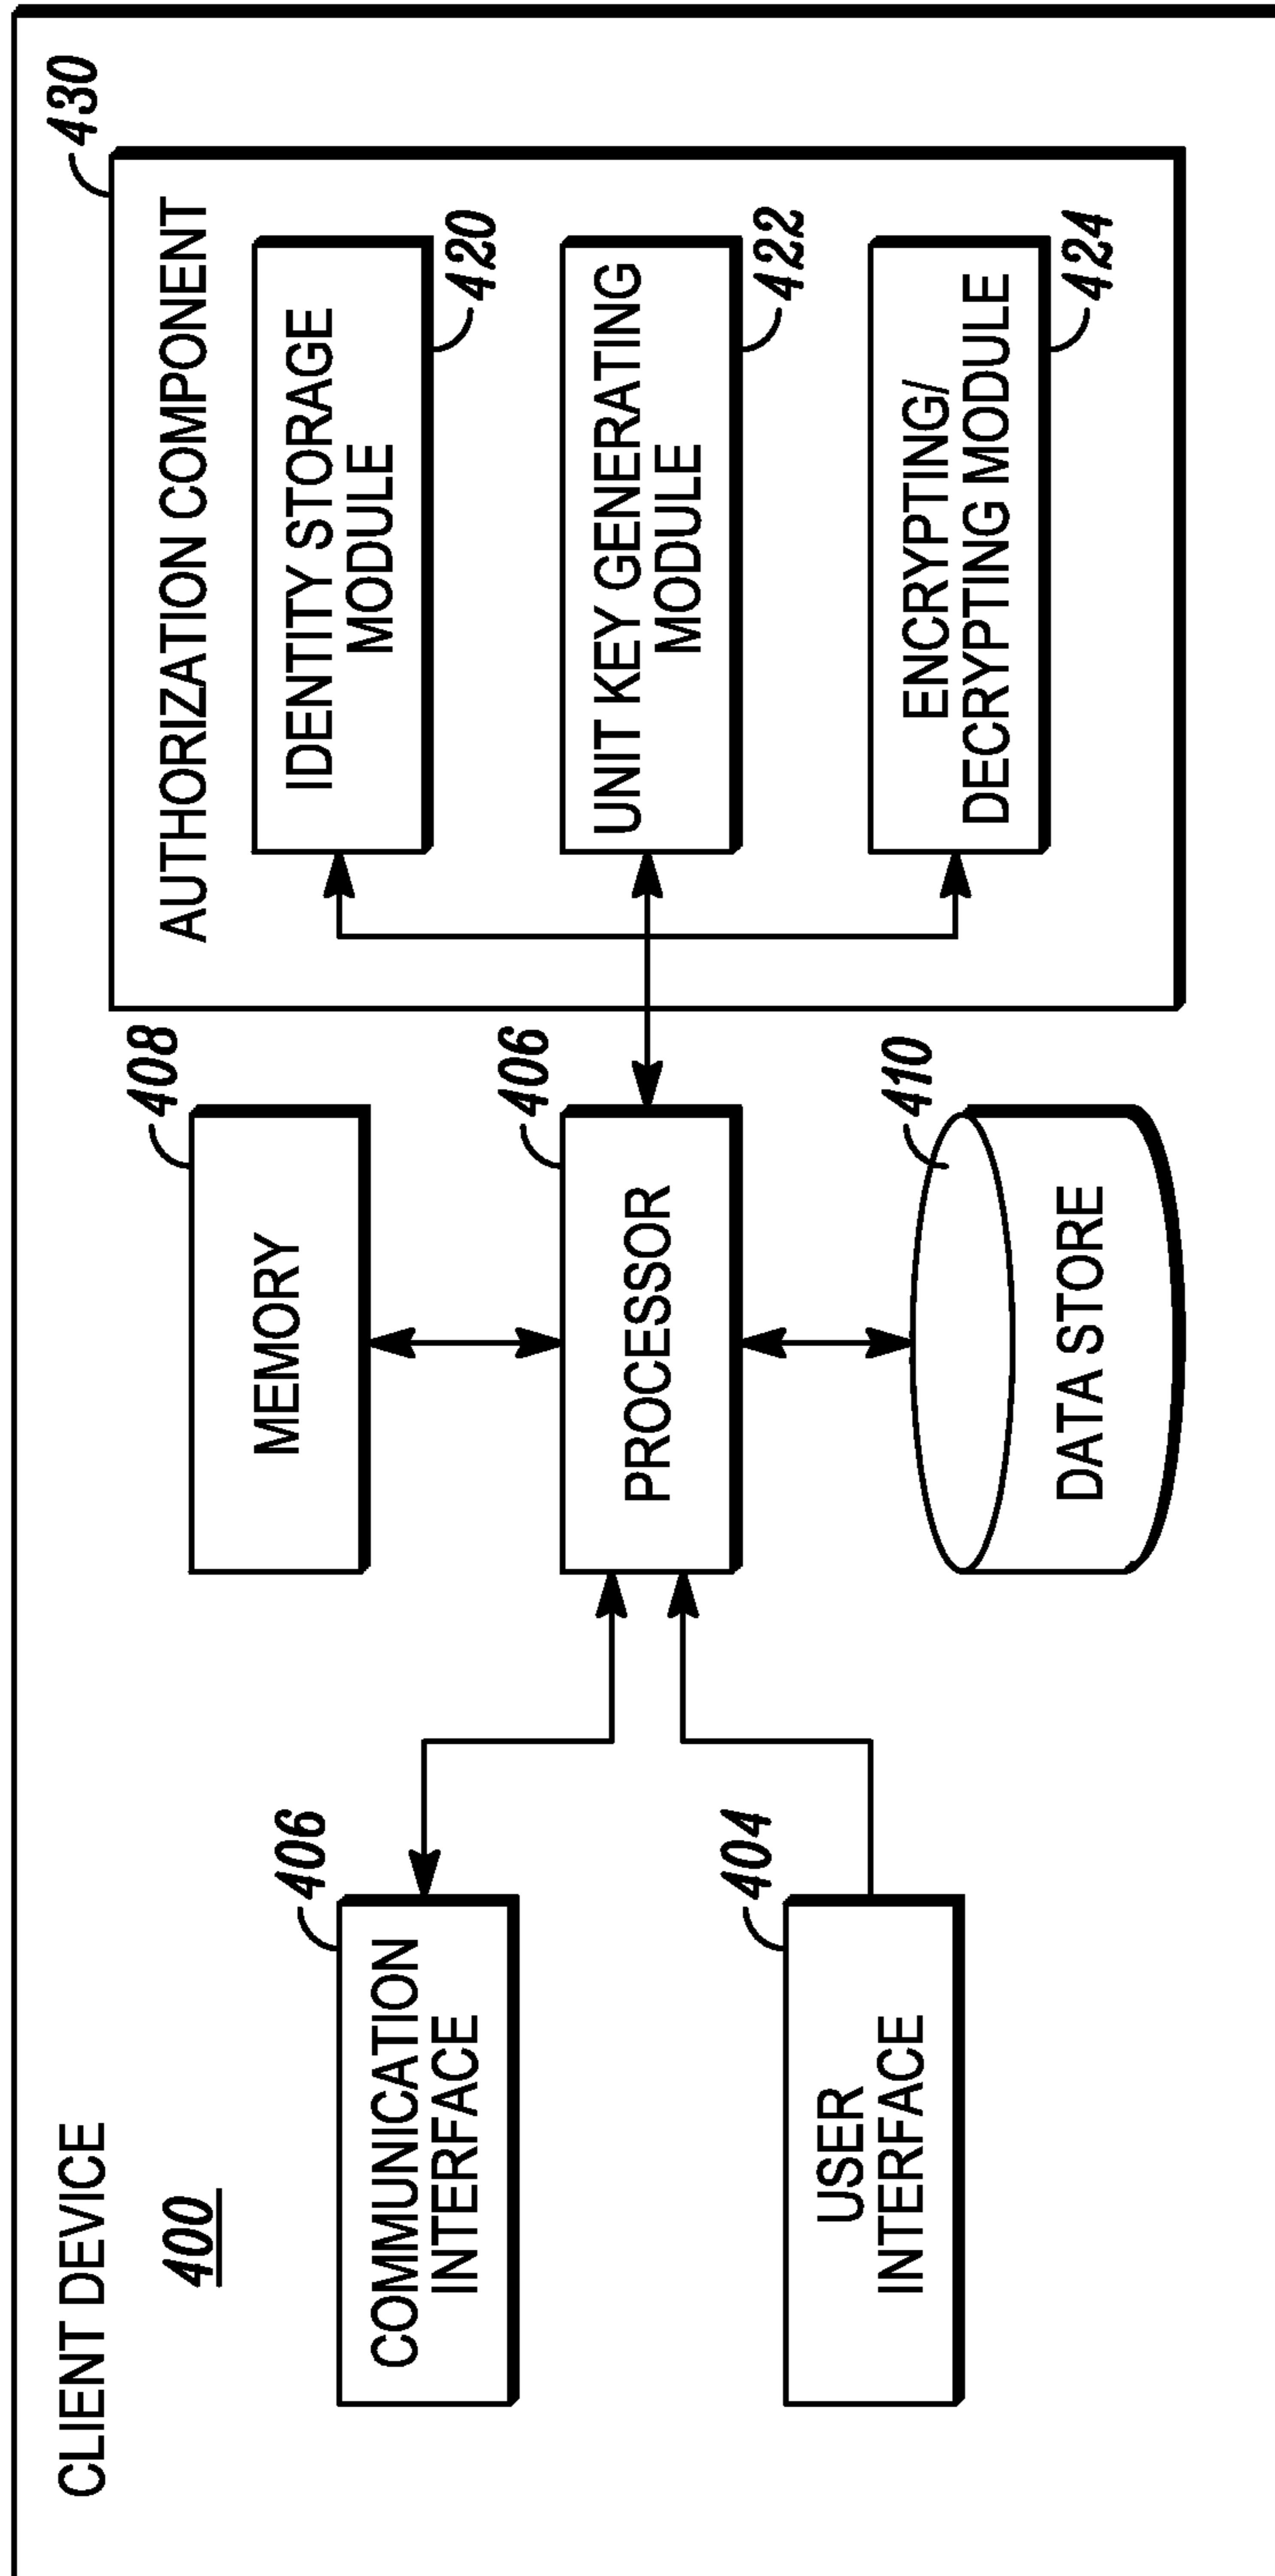 CLIENT DEVICE
400
COMMUNICATION
INTERFACE
406
USER
INTERFACE
404
MEMORY
408
PROCESSOR
406
DATA STORE
410
AUTHORIZATION COMPONENT
430
IDENTITY STORAGE
MODULE
420
UNIT KEY GENERATING
MODULE
422
ENCRYPTING/
DECRYPTING MODULE
424